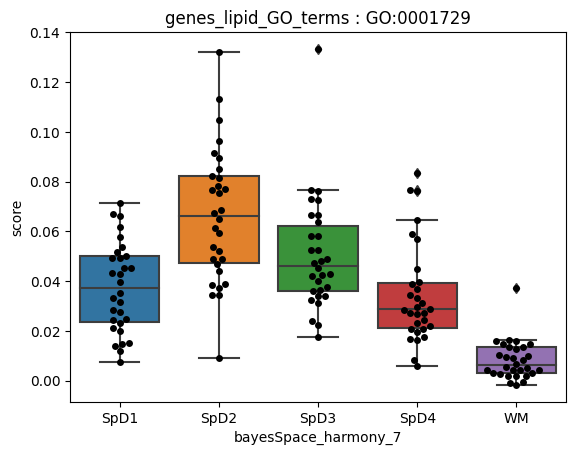 genes_lipid_GO_terms : GO:0001729
0.14
0.12
0.10
0.08
0.06
0.04
0.02
0.00
score
SpD1 SpD2 SpD3 SpD4 WM
bayesSpace_harmony_7